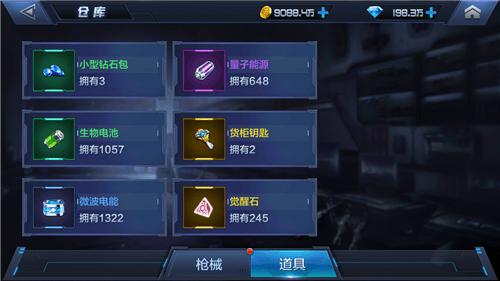 仓库
9088.4万
198.3万
小型钻石包
拥有3
量子能源
拥有648
生物电池
拥有1057
货柜钥匙
拥有2
微波电能
拥有1322
觉醒石
拥有245
枪械
道具